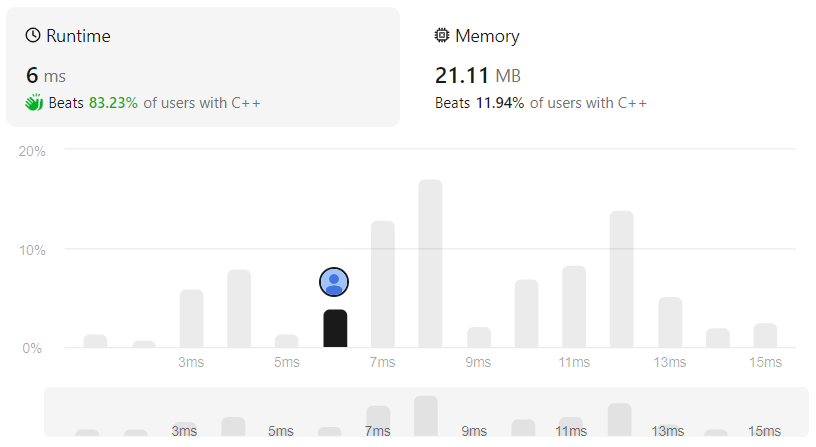 Runtime
6 ms
Beats 83.23% of users with C++
Memory
21.11 MB
Beats 11.94% of users with C++
20%
10%
0%
3ms 5ms 7ms 9ms 11ms 13ms 15ms
3ms 5ms 7ms 9ms 11ms 13ms 15ms